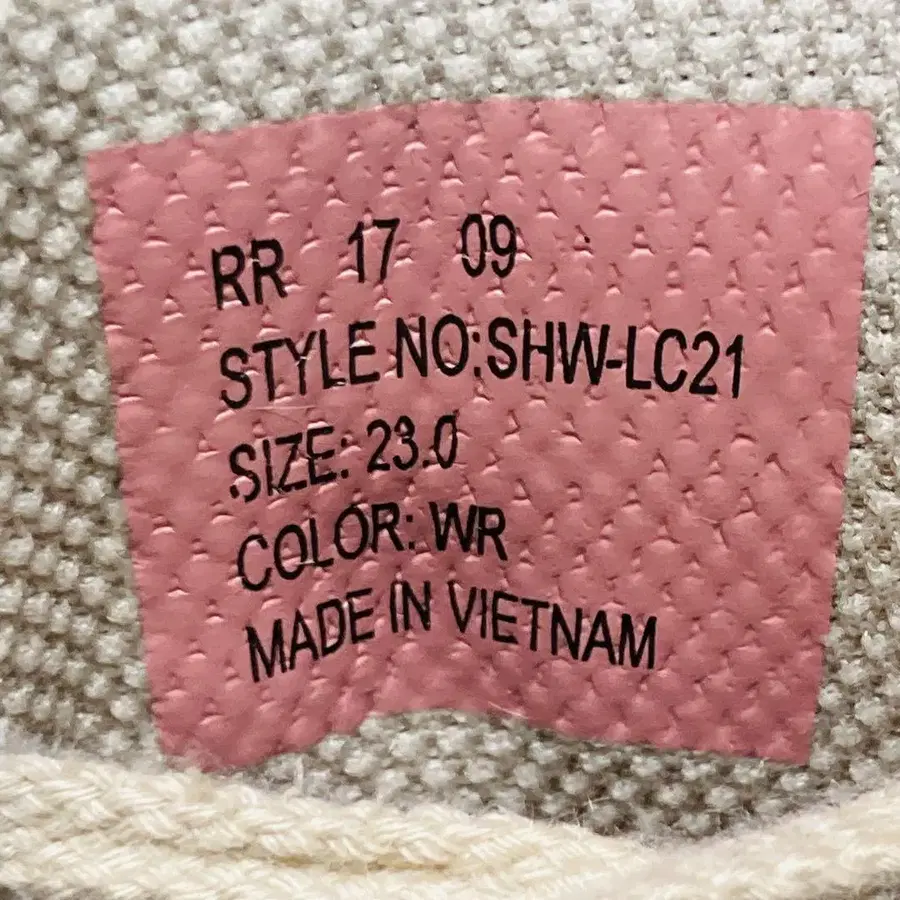 RR 17 09
STYLE NO:SHW-LC21
SIZE: 23.0
COLOR: WR
MADE IN VIETNAM